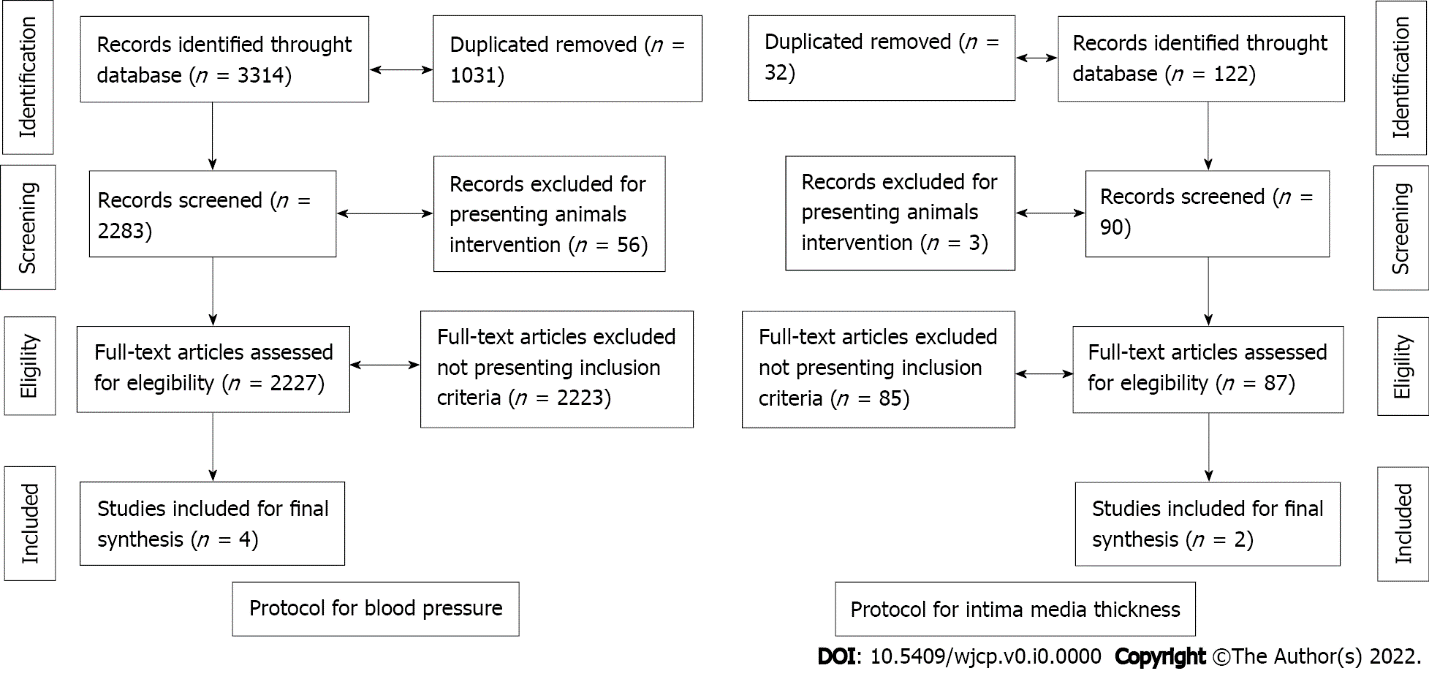 Identification
Records identified throught
database (n = 3314)
Duplicated removed (n =
1031)
Screening
Records screened (n =
2283)
Records excluded for
presenting animals
intervention (n = 56)
Eligility
Full-text articles assessed
for elegibility (n = 2227)
Full-text articles excluded
not presenting inclusion
criteria (n = 2223)
Included
Studies included for final
synthesis (n = 4)
Protocol for blood pressure
Duplicated removed (n =
32)
Records identified throught
database (n = 122)
Identification
Records excluded for
presenting animals
intervention (n = 3)
Records screened (n =
90)
Screening
Full-text articles excluded
not presenting inclusion
criteria (n = 85)
Full-text articles assessed
for elegibility (n = 87)
Eligility
Studies included for final
synthesis (n = 2)
Included
Protocol for intima media thickness
DOI: 10.5409/wjcp.v0.i0.0000 Copyright ©The Author(s) 2022.